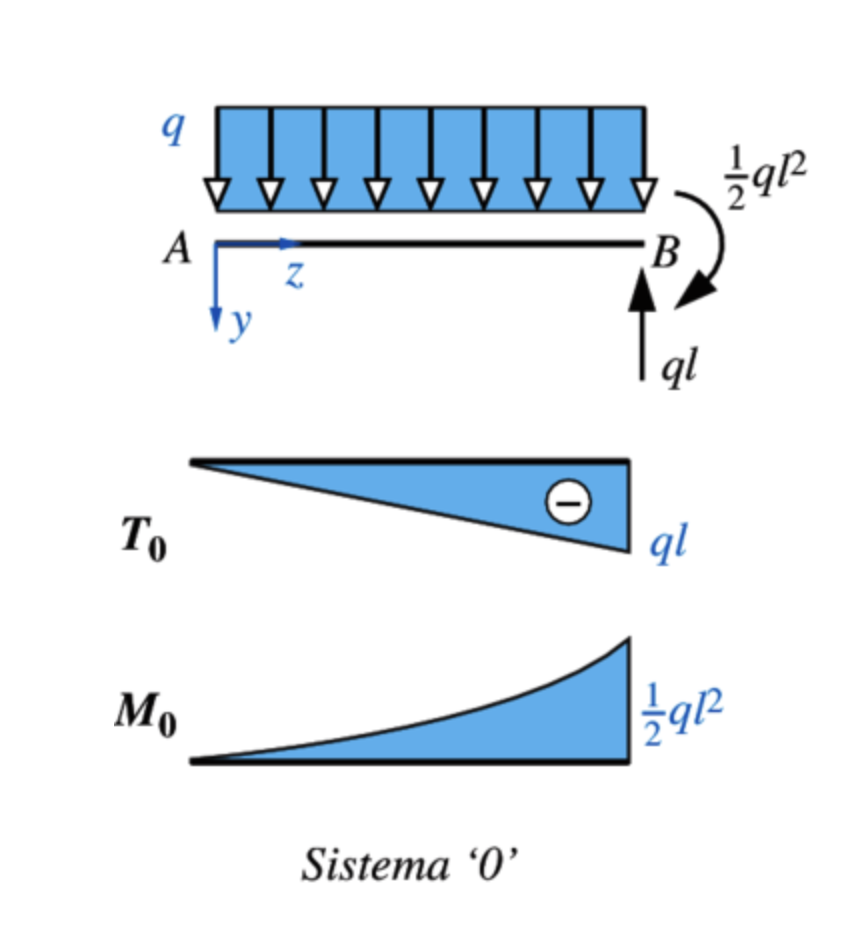 q
½ql²
A
B
z
y
ql
T₀
−
ql
M₀
½ql²
Sistema ‘0’